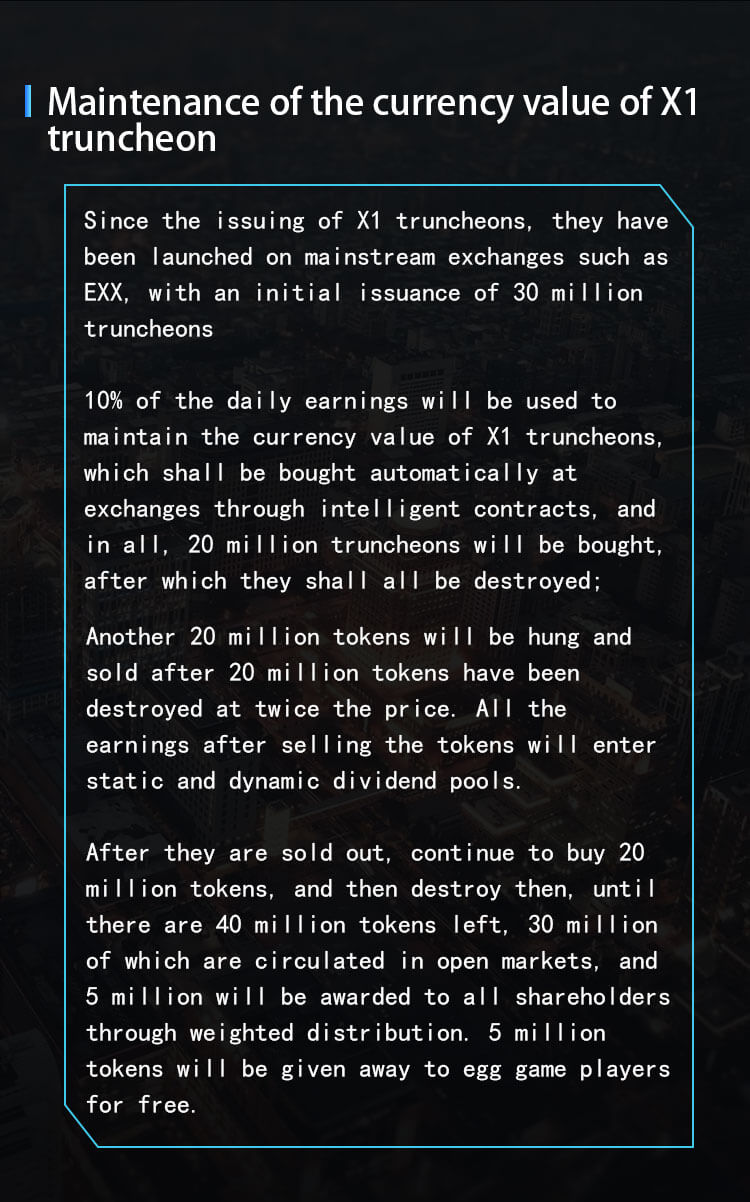 Maintenance of the currency value of X1
truncheon
Since the issuing of X1 truncheons, they have
been launched on mainstream exchanges such as
EXX, with an initial issuance of 30 million
truncheons
10% of the daily earnings will be used to
maintain the currency value of X1 truncheons,
which shall be bought automatically at
exchanges through intelligent contracts, and
in all, 20 million truncheons will be bought,
after which they shall all be destroyed;
Another 20 million tokens will be hung and
sold after 20 million tokens have been
destroyed at twice the price. All the
earnings after selling the tokens will enter
static and dynamic dividend pools.
After they are sold out, continue to buy 20
million tokens, and then destroy then, until
there are 40 million tokens left, 30 million
of which are circulated in open markets, and
5 million will be awarded to all shareholders
through weighted distribution. 5 million
tokens will be given away to egg game players
for free.